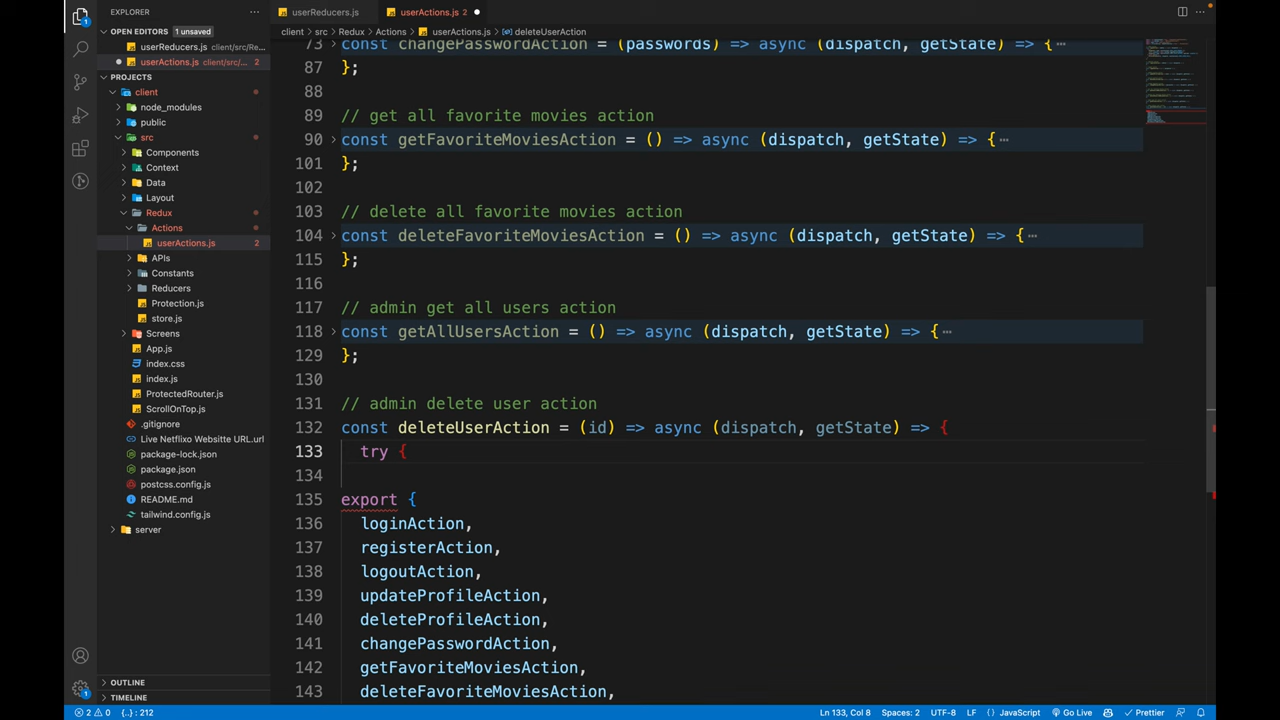 EXPLORER
userReducers.js
userActions.js 2
OPEN EDITORS 1 unsaved
userReducers.js client/src/Re...
userActions.js client/src/... 2
PROJECTS
client
node_modules
public
src
Components
Context
Data
Layout
Redux
Actions
userActions.js 2
APIs
Constants
Reducers
Protection.js
store.js
Screens
App.js
index.css
index.js
ProtectedRouter.js
ScrollOnTop.js
.gitignore
Live Netflixo Websitte URL.url
package-lock.json
package.json
postcss.config.js
README.md
tailwind.config.js
server
OUTLINE
TIMELINE
client > src > Redux > Actions > userActions.js > deleteUserAction
73 const changePasswordAction = (passwords) => async (dispatch, getState) => {⋯
87 };
88
89 // get all favorite movies action
90 const getFavoriteMoviesAction = () => async (dispatch, getState) => {⋯
101 };
102
103 // delete all favorite movies action
104 const deleteFavoriteMoviesAction = () => async (dispatch, getState) => {⋯
115 };
116
117 // admin get all users action
118 const getAllUsersAction = () => async (dispatch, getState) => {⋯
129 };
130
131 // admin delete user action
132 const deleteUserAction = (id) => async (dispatch, getState) => {
133 try {
134
135 export {
136 loginAction,
137 registerAction,
138 logoutAction,
139 updateProfileAction,
140 deleteProfileAction,
141 changePasswordAction,
142 getFavoriteMoviesAction,
143 deleteFavoriteMoviesAction,
2 0 {..} : 212 Ln 133, Col 8 Spaces: 2 UTF-8 LF {} JavaScript Go Live Prettier